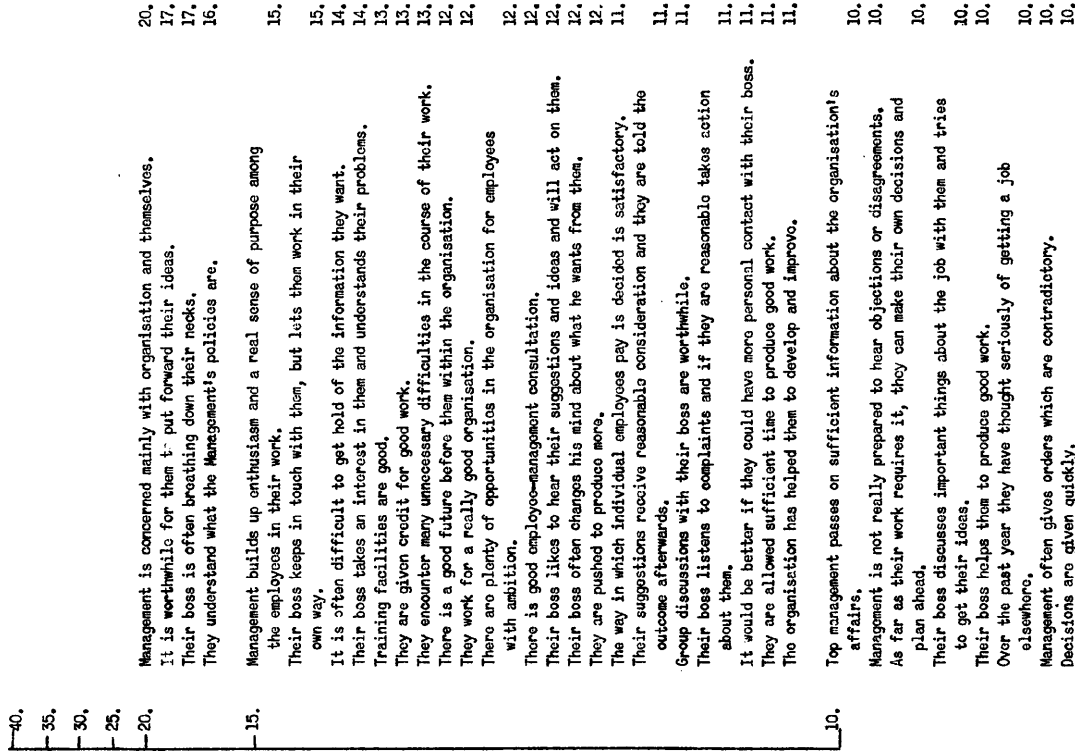 40.
35.
30.
25.
20.
Management is concerned mainly with organisation and themselves. 20.
It is worthwhile for them to put forward their ideas. 17.
Their boss is often breathing down their necks. 17.
They understand what the Management's policies are. 16.
15.
Management builds up enthusiasm and a real sense of purpose among
the employees in their work. 15.
Their boss keeps in touch with them, but lets them work in their
own way. 15.
It is often difficult to get hold of the information they want. 14.
Their boss takes an interest in them and understands their problems. 14.
Training facilities are good. 13.
They are given credit for good work. 13.
They encounter many unnecessary difficulties in the course of their work. 13.
There is a good future before them within the organisation. 12.
They work for a really good organisation. 12.
There are plenty of opportunities in the organisation for employees
with ambition. 12.
There is good employee-management consultation. 12.
Their boss likes to hear their suggestions and ideas and will act on them. 12.
Their boss often changes his mind about what he wants from them. 12.
They are pushed to produce more. 12.
The way in which individual employees pay is decided is satisfactory. 11.
Their suggestions receive reasonable consideration and they are told the
outcome afterwards. 11.
Group discussions with their boss are worthwhile. 11.
Their boss listens to complaints and if they are reasonable takes action
about them. 11.
It would be better if they could have more personal contact with their boss. 11.
They are allowed sufficient time to produce good work. 11.
The organisation has helped them to develop and improve. 11.
10.
Top management passes on sufficient information about the organisation's
affairs. 10.
Management is not really prepared to hear objections or disagreements. 10.
As far as their work requires it, they can make their own decisions and
plan ahead. 10.
Their boss discusses important things about the job with them and tries
to get their ideas. 10.
Their boss helps them to produce good work. 10.
Over the past year they have thought seriously of getting a job
elsewhere. 10.
Management often gives orders which are contradictory. 10.
Decisions are given quickly. 10.